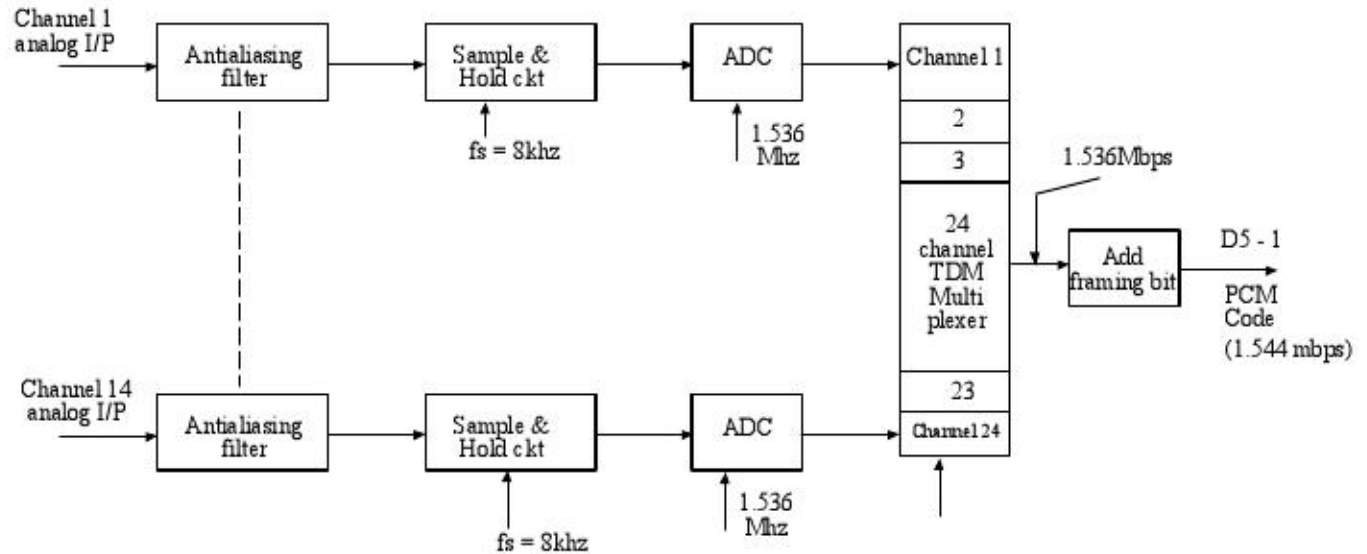 Channel 1
analog I/P
Antialiasing
filter
Sample &
Hold ckt
ADC
Channel 1
fs = 8khz
1.536
Mhz
2
3
1.536Mbps
24
channel
TDM
Multi
plexer
Add
framing bit
D5 - 1
PCM
Code
(1.544 mbps)
Channel 14
analog I/P
Antialiasing
filter
Sample &
Hold ckt
ADC
23
Channel 24
fs = 8khz
1.536
Mhz